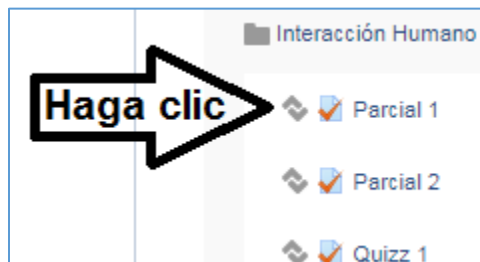 Interacción Humano
Haga clic
Parcial 1
Parcial 2
Quizz 1